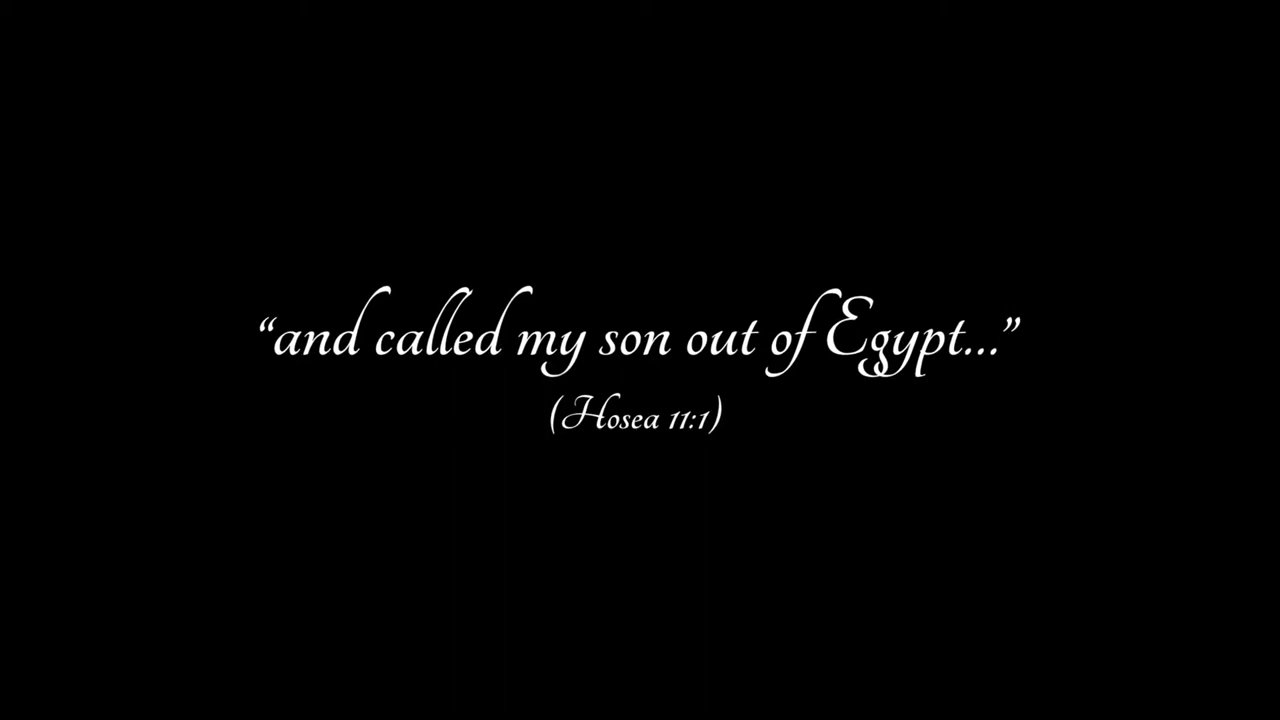 “and called my son out of Egypt...”
(Hosea 11:1)